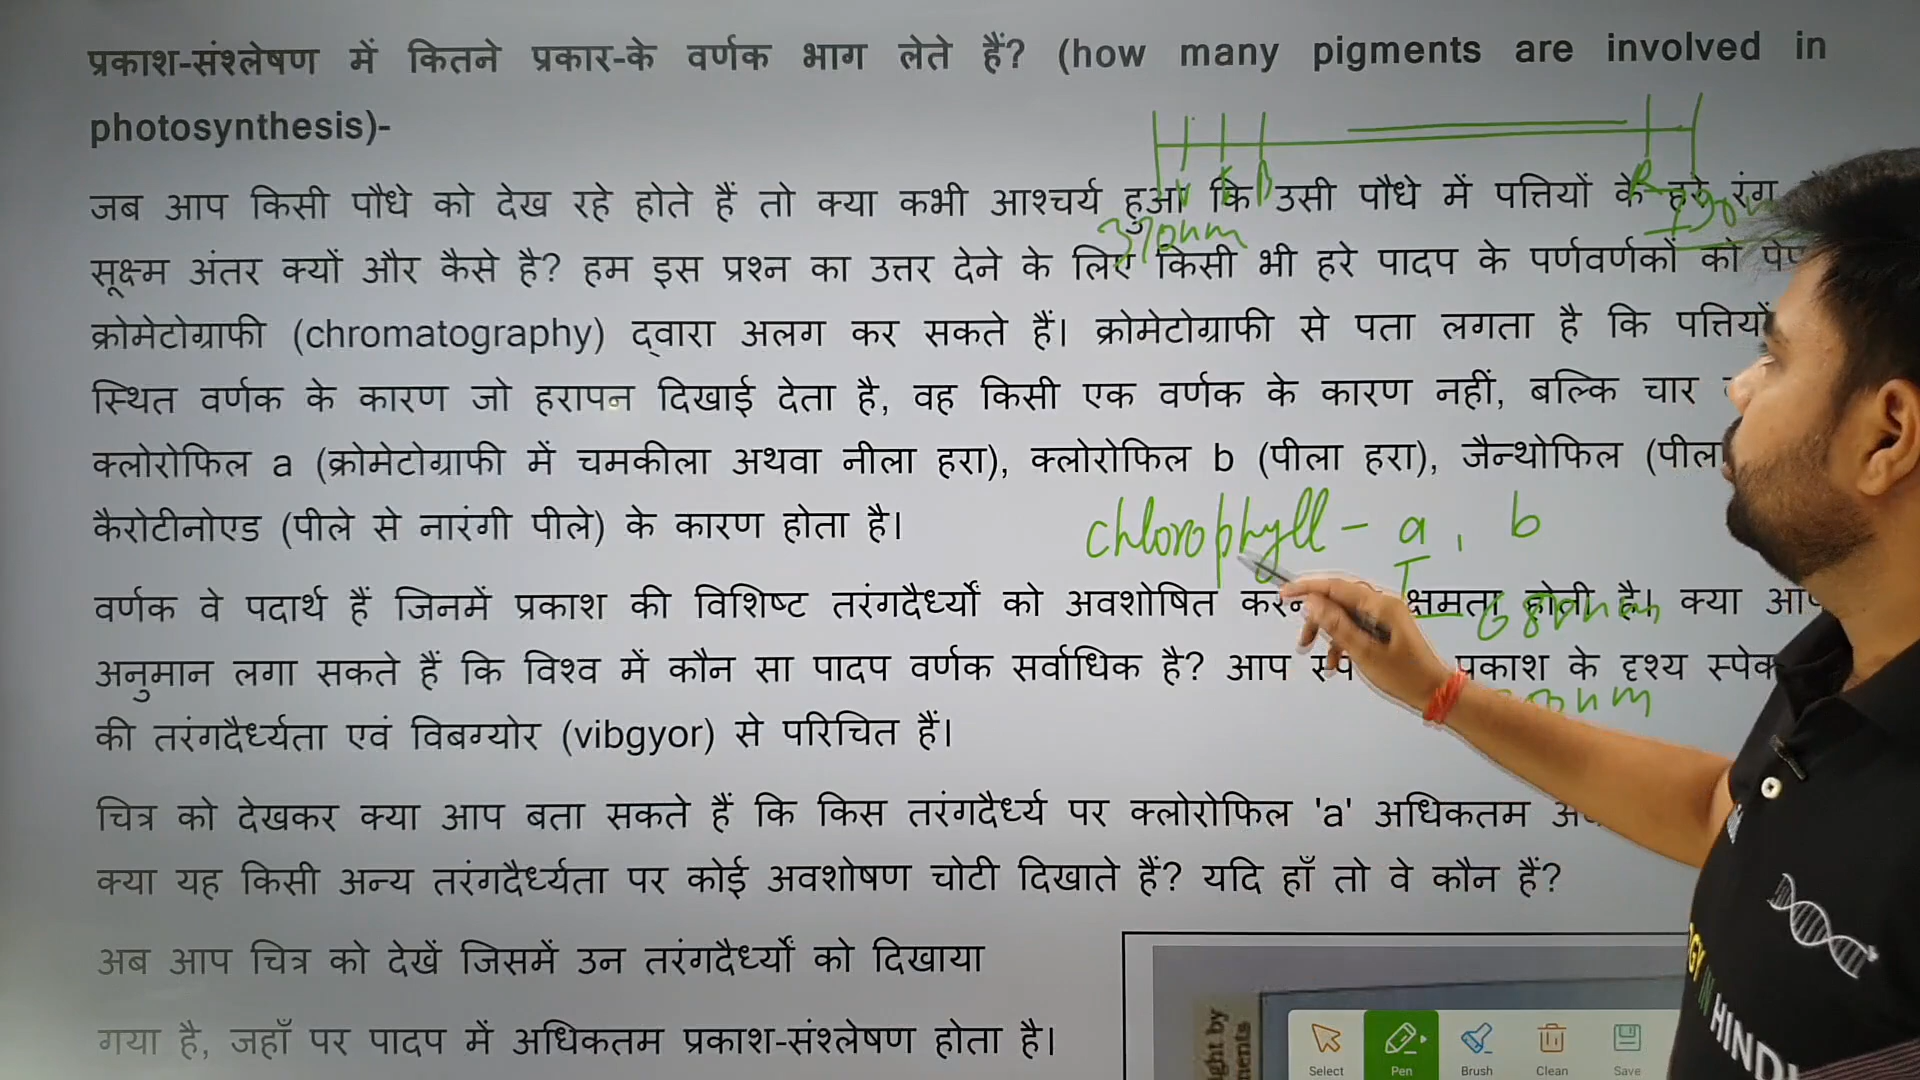 प्रकाश-संश्लेषण में कितने प्रकार-के वर्णक भाग लेते हैं? (how many pigments are involved in
photosynthesis)-
V B R
जब आप किसी पौधे को देख रहे होते हैं तो क्या कभी आश्चर्य हुआ कि उसी पौधे में पत्तियों के हरे रंग
370nm
सूक्ष्म अंतर क्यों और कैसे है? हम इस प्रश्न का उत्तर देने के लिए किसी भी हरे पादप के पर्णवर्णकों को
क्रोमेटोग्राफी (chromatography) द्वारा अलग कर सकते हैं। क्रोमेटोग्राफी से पता लगता है कि पत्तियों
स्थित वर्णक के कारण जो हरापन दिखाई देता है, वह किसी एक वर्णक के कारण नहीं, बल्कि चार
क्लोरोफिल a (क्रोमेटोग्राफी में चमकीला अथवा नीला हरा), क्लोरोफिल b (पीला हरा), जैन्थोफिल
कैरोटीनोएड (पीले से नारंगी पीले) के कारण होता है।
chlorophyll - a, b
वर्णक वे पदार्थ हैं जिनमें प्रकाश की विशिष्ट तरंगदैर्ध्यों को अवशोषित क्षमता होती है। क्या
680nm
अनुमान लगा सकते हैं कि विश्व में कौन सा पादप वर्णक सर्वाधिक है? आप प्रकाश के दृश्य
nm
की तरंगदैर्ध्यता एवं विबग्योर (vibgyor) से परिचित हैं।
चित्र को देखकर क्या आप बता सकते हैं कि किस तरंगदैर्ध्य पर क्लोरोफिल 'a' अधिकतम
क्या यह किसी अन्य तरंगदैर्ध्यता पर कोई अवशोषण चोटी दिखाते हैं? यदि हाँ तो वे कौन हैं?
अब आप चित्र को देखें जिसमें उन तरंगदैर्ध्यों को दिखाया
गया है, जहाँ पर पादप में अधिकतम प्रकाश-संश्लेषण होता है।
Select Pen Brush Clean Save
IN HINDI